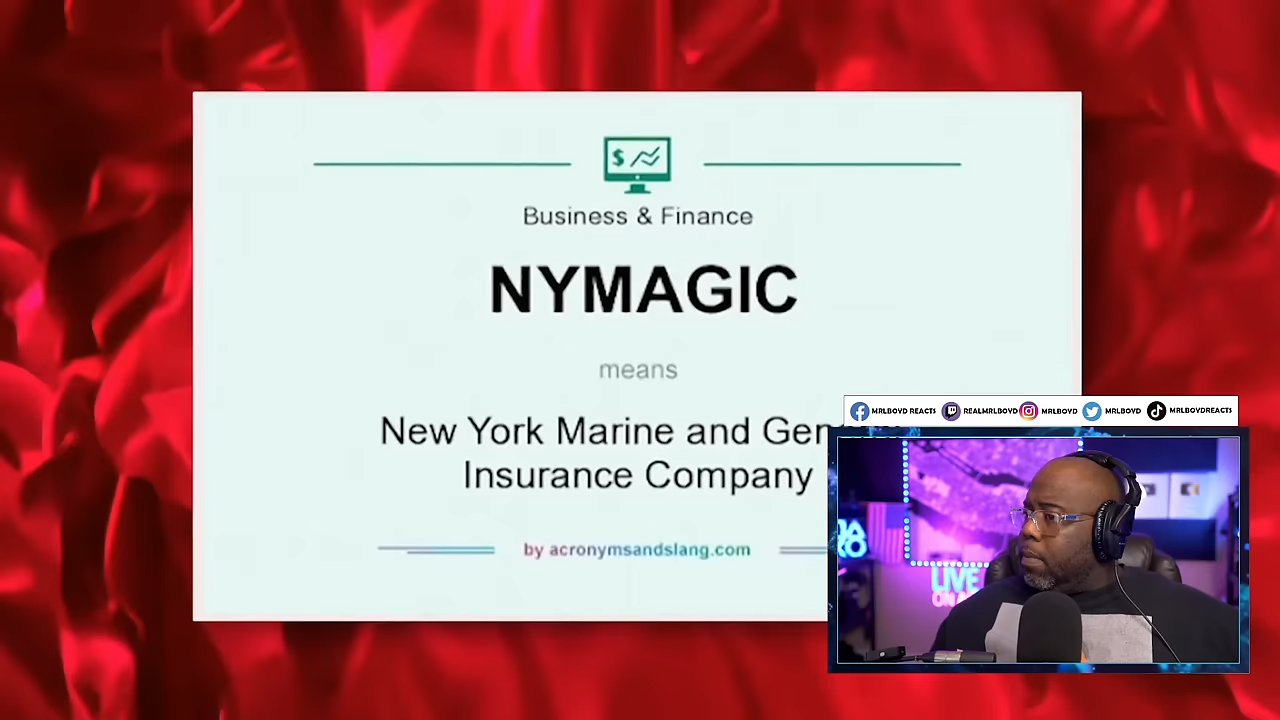 $
Business & Finance
NYMAGIC
means
New York Marine and Gen
Insurance Company
by acronymsandslang.com
MRLBOYD REACTS REALMRLBOYD MRLBOYD MRLBOYD MRLBOYDREACTS
LIVE